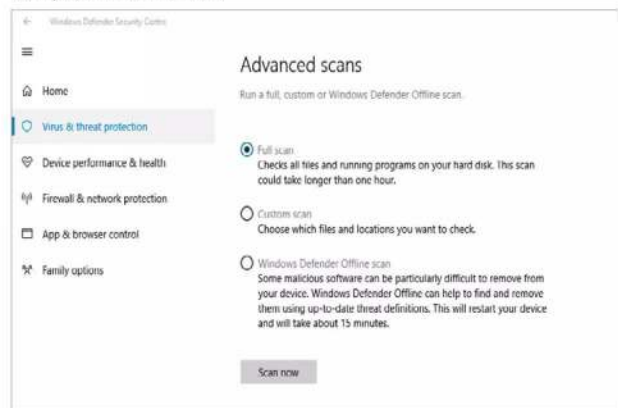 Windows Defender Security Centre
Advanced scans
Run a full, custom or Windows Defender Offline scan.
Home
Virus & threat protection
Device performance & health
Firewall & network protection
App & browser control
Family options
Full scan
Checks all files and running programs on your hard disk. This scan
could take longer than one hour.
Custom scan
Choose which files and locations you want to check.
Windows Defender Offline scan
Some malicious software can be particularly difficult to remove from
your device. Windows Defender Offline can help to find and remove
them using up-to-date threat definitions. This will restart your device
and will take about 15 minutes.
Scan now